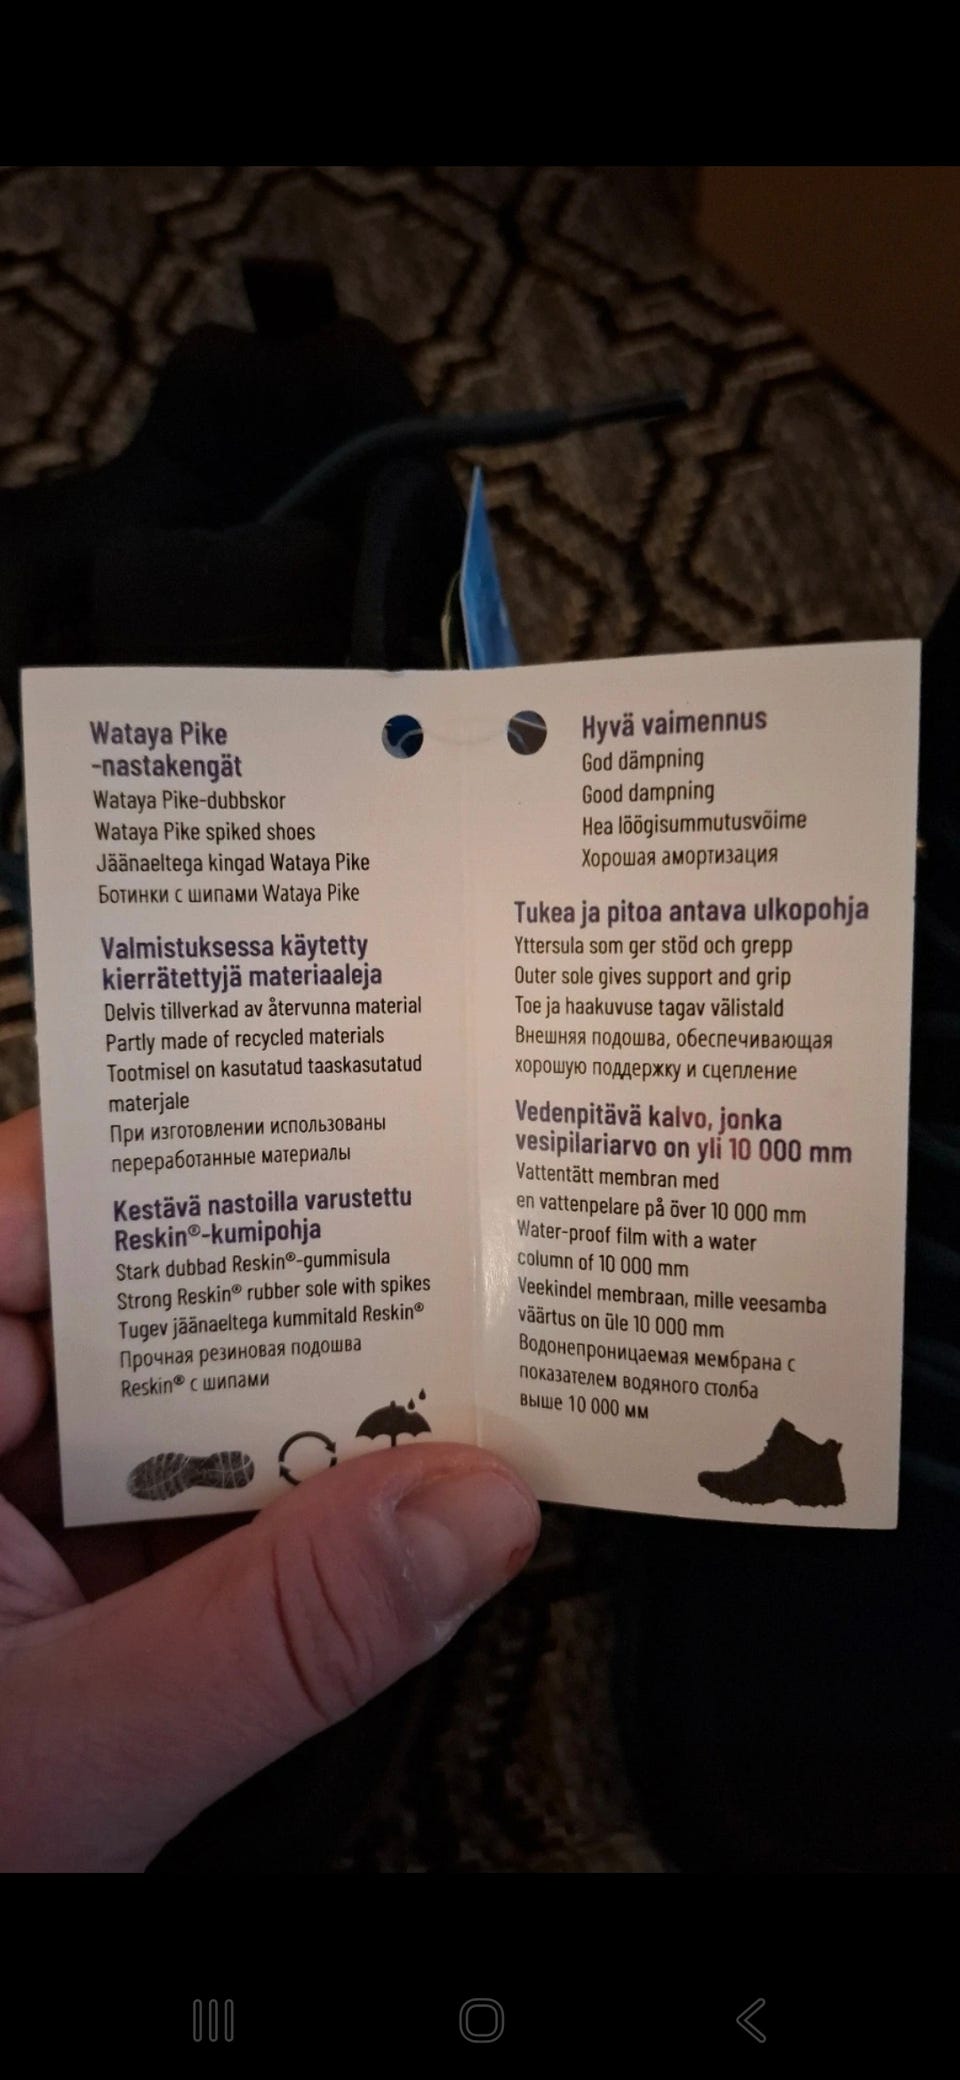 Wataya Pike
-nastakengät
Wataya Pike-dubbskor
Wataya Pike spiked shoes
Jäänaeltega kingad Wataya Pike
Ботинки с шипами Wataya Pike
Valmistuksessa käytetty
kierrätettyjä materiaaleja
Delvis tillverkad av återvunna material
Partly made of recycled materials
Tootmisel on kasutatud taaskasutatud
materjale
При изготовлении использованы
переработанные материалы
Kestävä nastoilla varustettu
Reskin®-kumipohja
Stark dubbad Reskin®-gummisula
Strong Reskin® rubber sole with spikes
Tugev jäänaeltega kummitald Reskin®
Прочная резиновая подошва
Reskin® с шипами
Hyvä vaimennus
God dämpning
Good dampning
Hea löögisummutusvõime
Хорошая амортизация
Tukea ja pitoa antava ulkopohja
Yttersula som ger stöd och grepp
Outer sole gives support and grip
Toe ja haakuvuse tagav välistald
Внешняя подошва, обеспечивающая
хорошую поддержку и сцепление
Vedenpitävä kalvo, jonka
vesipilariarvo on yli 10 000 mm
Vattentätt membran med
en vattenpelare på över 10 000 mm
Water-proof film with a water
column of 10 000 mm
Veekindel membraan, mille veesamba
väärtus on üle 10 000 mm
Водонепроницаемая мембрана с
показателем водяного столба
выше 10 000 мм